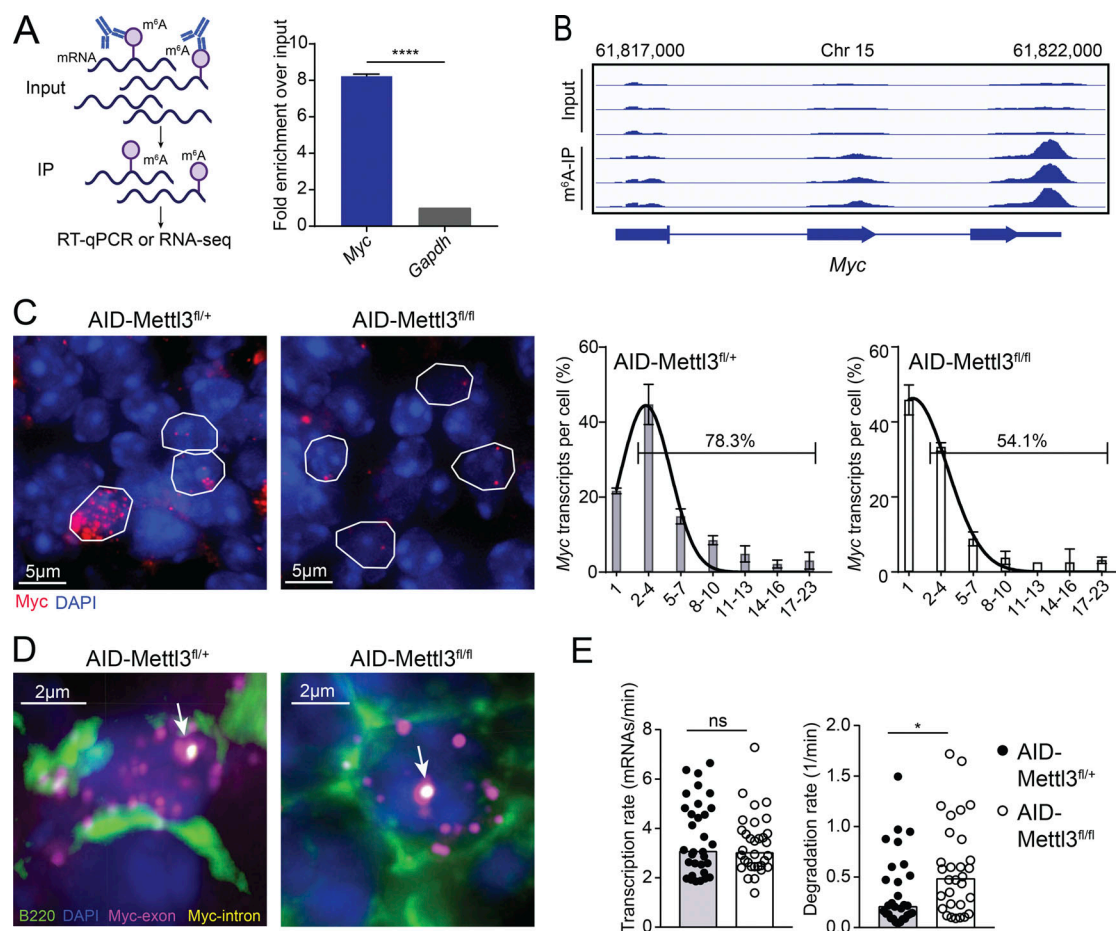 A
m⁶A
m⁶A
mRNA
Input
m⁶A
m⁶A
IP
RT-qPCR or RNA-seq
Fold enrichment over input
10
8
6
4
2
0
****
Myc
Gapdh
B
61,817,000 Chr 15 61,822,000
Input
m⁶A-IP
Myc
C
AID-Mettl3fl/+
AID-Mettl3fl/fl
5μm
5μm
Myc DAPI
Myc transcripts per cell (%)
60
40
20
0
AID-Mettl3fl/+
78.3%
1
2-4
5-7
8-10
11-13
14-16
17-23
Myc transcripts per cell (%)
60
40
20
0
AID-Mettl3fl/fl
54.1%
1
2-4
5-7
8-10
11-13
14-16
17-23
D
AID-Mettl3fl/+
AID-Mettl3fl/fl
2μm
2μm
B220 DAPI Myc-exon Myc-intron
E
Transcription rate (mRNAs/min)
8
6
4
2
0
ns
Degradation rate (1/min)
2.0
1.5
1.0
0.5
0.0
*
AID-
Mettl3fl/+
AID-
Mettl3fl/fl